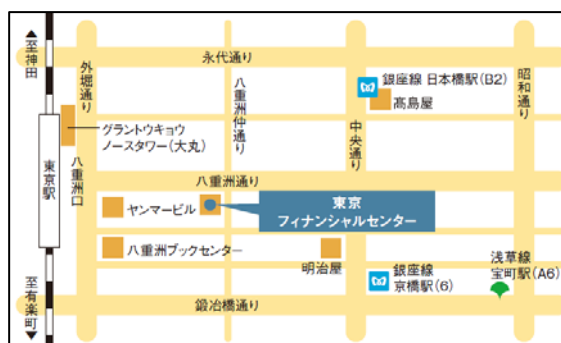 ▲至神田
外堀通り
永代通り
八重洲仲通り
銀座線 日本橋駅(B2)
髙島屋
昭和通り
中央通り
グラントウキョウ
ノースタワー(大丸)
東京駅
八重洲口
八重洲通り
ヤンマービル
東京
フィナンシャルセンター
八重洲ブックセンター
明治屋
銀座線
京橋駅(6)
浅草線
宝町駅(A6)
至有楽町▼
鍛冶橋通り